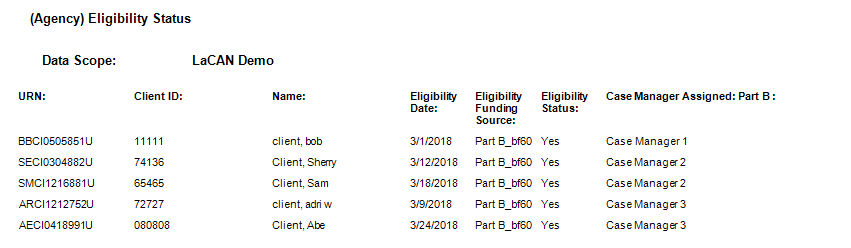 (Agency) Eligibility Status
Data Scope: LaCAN Demo
URN: Client ID: Name: Eligibility Date: Eligibility Funding Source: Eligibility Status: Case Manager Assigned: Part B :
BBCI0505851U 11111 client, bob 3/1/2018 Part B_bf60 Yes Case Manager 1
SECI0304882U 74136 Client, Sherry 3/12/2018 Part B_bf60 Yes Case Manager 2
SMCI1216881U 65465 Client, Sam 3/18/2018 Part B_bf60 Yes Case Manager 2
ARCI1212752U 72727 client, adri w 3/9/2018 Part B_bf60 Yes Case Manager 3
AECI0418991U 080808 Client, Abe 3/24/2018 Part B_bf60 Yes Case Manager 3